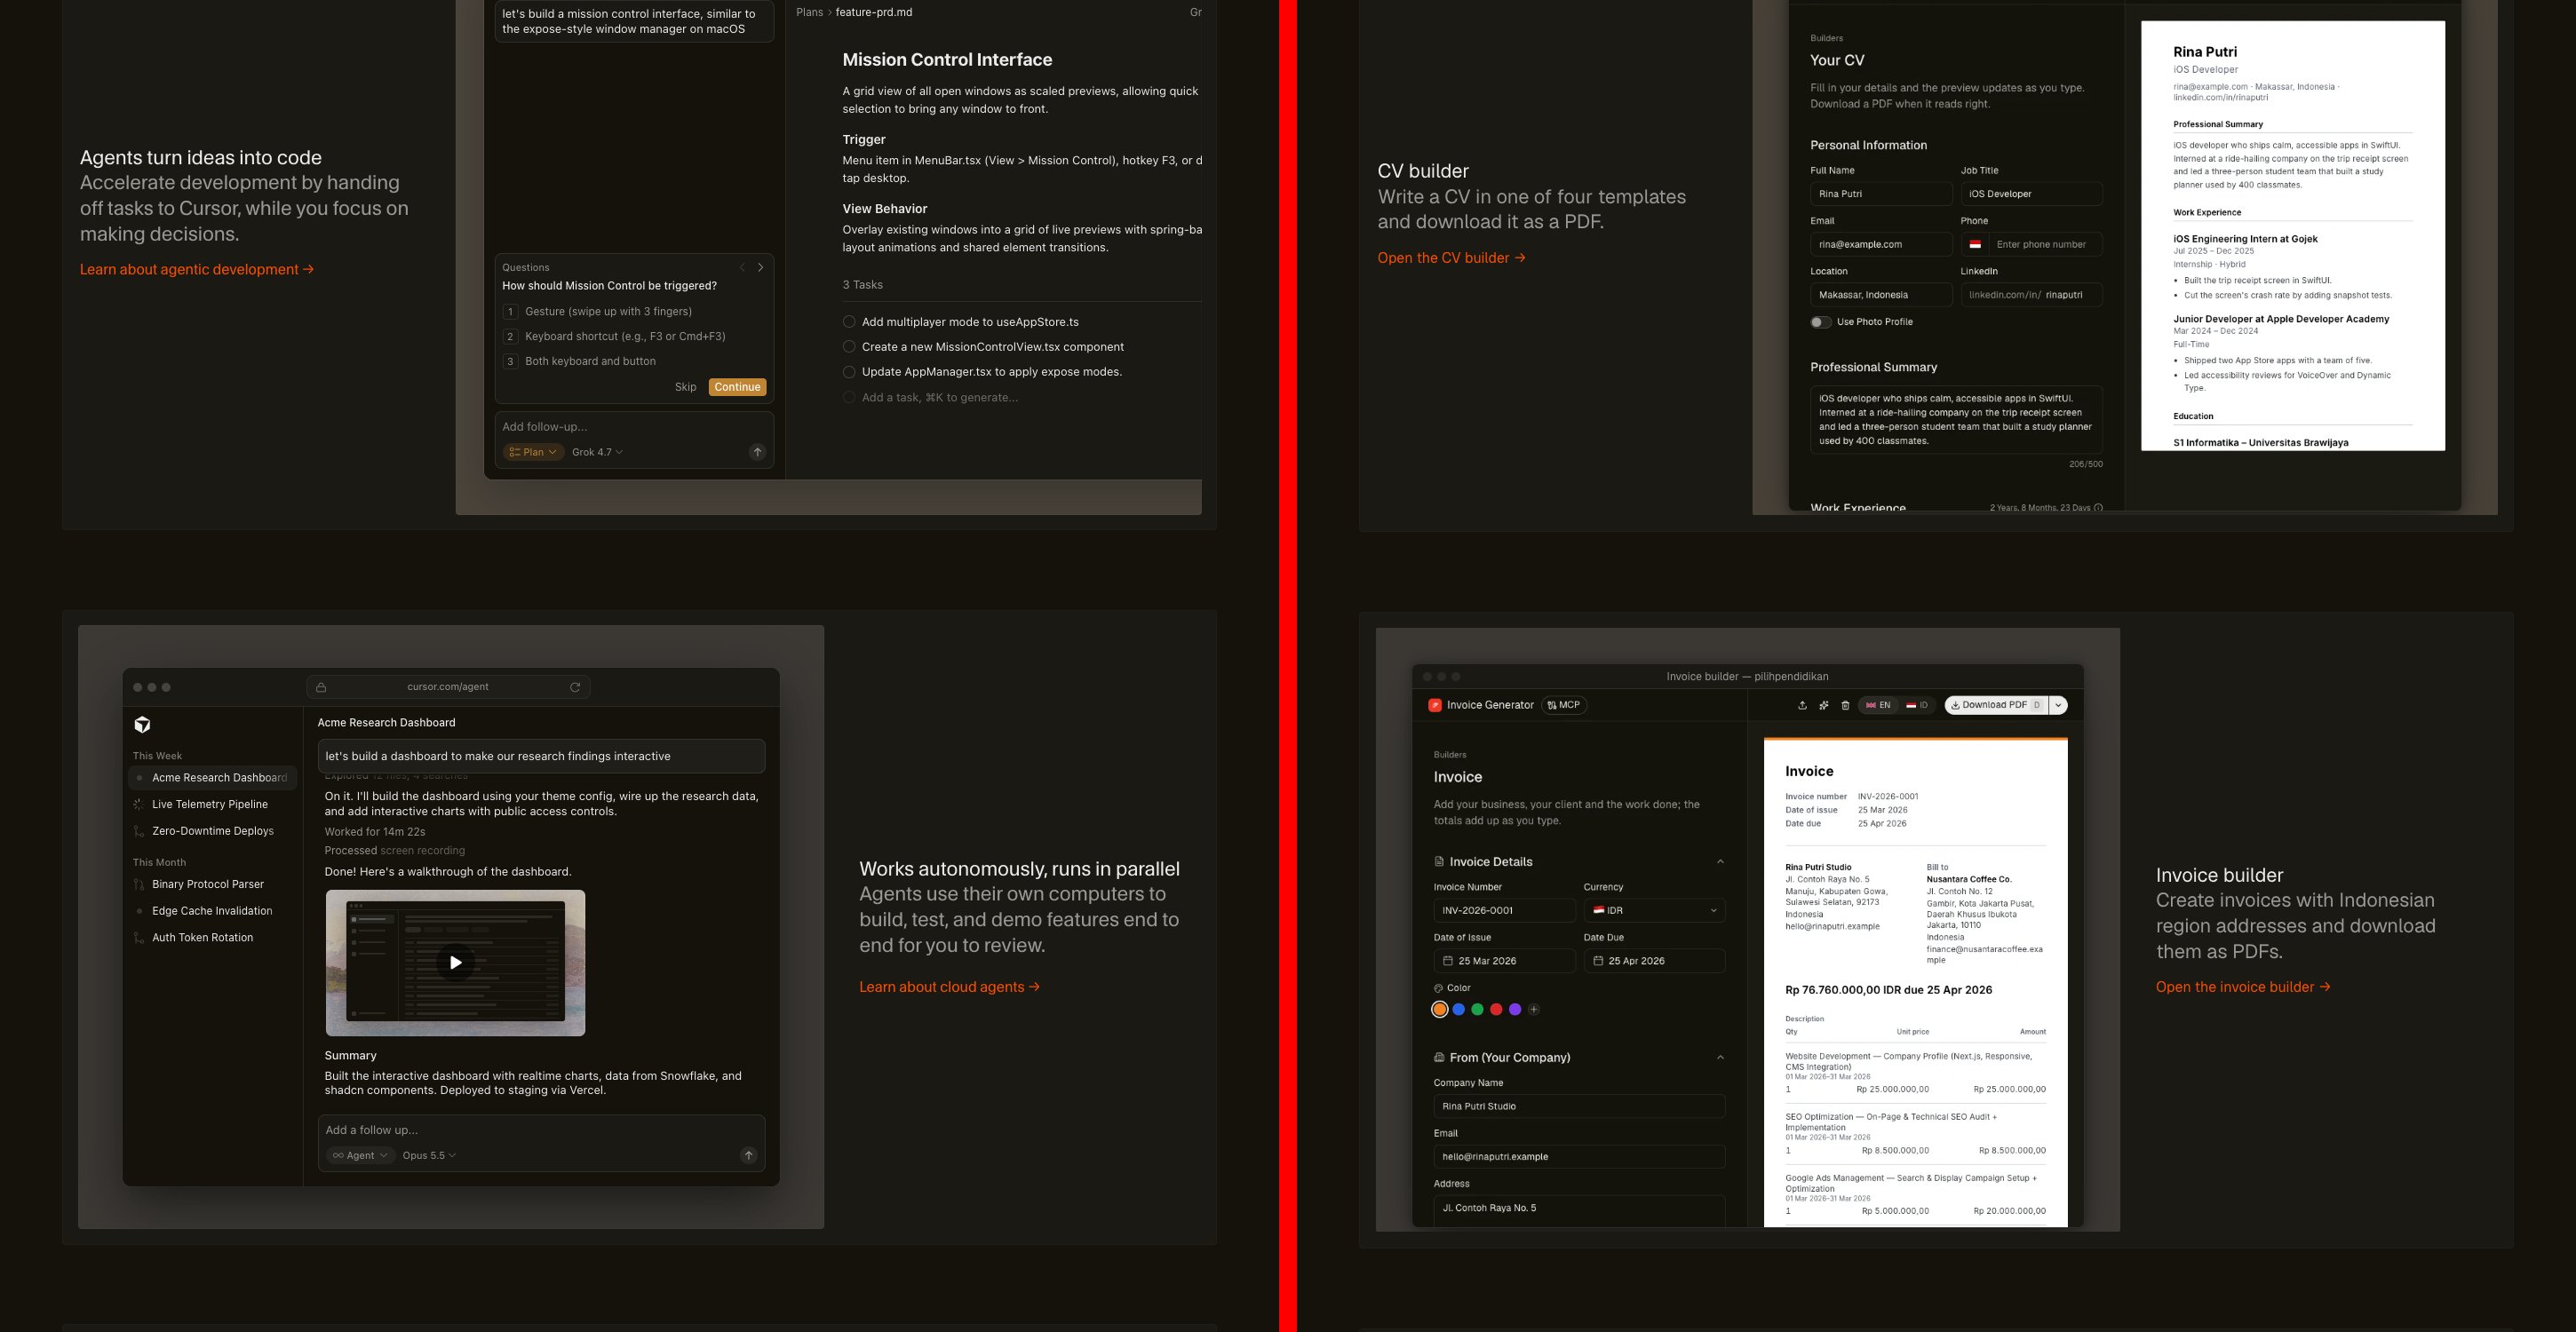 let's build a mission control interface, similar to
the expose-style window manager on macOS
Plans > feature-prd.md
Gr
Mission Control Interface
A grid view of all open windows as scaled previews, allowing quick
selection to bring any window to front.
Trigger
Menu item in MenuBar.tsx (View > Mission Control), hotkey F3, or d
tap desktop.
View Behavior
Overlay existing windows into a grid of live previews with spring-ba
layout animations and shared element transitions.
3 Tasks
Add multiplayer mode to useAppStore.ts
Create a new MissionControlView.tsx component
Update AppManager.tsx to apply expose modes.
Add a task, ⌘K to generate...
Agents turn ideas into code
Accelerate development by handing
off tasks to Cursor, while you focus on
making decisions.
Learn about agentic development →
Questions
How should Mission Control be triggered?
1 Gesture (swipe up with 3 fingers)
2 Keyboard shortcut (e.g., F3 or Cmd+F3)
3 Both keyboard and button
Skip Continue
Add follow-up...
Plan Grok 4.7
cursor.com/agent
This Week
Acme Research Dashboard
Live Telemetry Pipeline
Zero-Downtime Deploys
This Month
Binary Protocol Parser
Edge Cache Invalidation
Auth Token Rotation
Acme Research Dashboard
let's build a dashboard to make our research findings interactive
Explored 12 files, 4 searches
On it. I'll build the dashboard using your theme config, wire up the research data,
and add interactive charts with public access controls.
Worked for 14m 22s
Processed screen recording
Done! Here's a walkthrough of the dashboard.
Summary
Built the interactive dashboard with realtime charts, data from Snowflake, and
shadcn components. Deployed to staging via Vercel.
Add a follow up...
Agent Opus 5.5
Works autonomously, runs in parallel
Agents use their own computers to
build, test, and demo features end to
end for you to review.
Learn about cloud agents →
CV builder
Write a CV in one of four templates
and download it as a PDF.
Open the CV builder →
Builders
Your CV
Fill in your details and the preview updates as you type.
Download a PDF when it reads right.
Personal Information
Full Name Job Title
Rina Putri iOS Developer
Email Phone
rina@example.com Enter phone number
Location LinkedIn
Makassar, Indonesia linkedin.com/in/ rinaputri
Use Photo Profile
Professional Summary
iOS developer who ships calm, accessible apps in SwiftUI.
Interned at a ride-hailing company on the trip receipt screen
and led a three-person student team that built a study planner
used by 400 classmates.
206/500
Work Experience 2 Years, 8 Months, 23 Days
Rina Putri
iOS Developer
rina@example.com · Makassar, Indonesia ·
linkedin.com/in/rinaputri
Professional Summary
iOS developer who ships calm, accessible apps in SwiftUI.
Interned at a ride-hailing company on the trip receipt screen
and led a three-person student team that built a study
planner used by 400 classmates.
Work Experience
iOS Engineering Intern at Gojek
Jul 2025 – Dec 2025
Internship · Hybrid
• Built the trip receipt screen in SwiftUI.
• Cut the screen's crash rate by adding snapshot tests.
Junior Developer at Apple Developer Academy
Mar 2024 – Dec 2024
Full-Time
• Shipped two App Store apps with a team of five.
• Led accessibility reviews for VoiceOver and Dynamic
Type.
Education
S1 Informatika – Universitas Brawijaya
Invoice builder — pilihpendidikan
Invoice Generator MCP
EN ID Download PDF D
Builders
Invoice
Add your business, your client and the work done; the
totals add up as you type.
Invoice Details
Invoice Number Currency
INV-2026-0001 IDR
Date of Issue Date Due
25 Mar 2026 25 Apr 2026
Color
From (Your Company)
Company Name
Rina Putri Studio
Email
hello@rinaputri.example
Address
Jl. Contoh Raya No. 5
Invoice
Invoice number INV-2026-0001
Date of issue 25 Mar 2026
Date due 25 Apr 2026
Rina Putri Studio
Jl. Contoh Raya No. 5
Manuju, Kabupaten Gowa,
Sulawesi Selatan, 92173
Indonesia
hello@rinaputri.example
Bill to
Nusantara Coffee Co.
Jl. Contoh No. 12
Gambir, Kota Jakarta Pusat,
Daerah Khusus Ibukota
Jakarta, 10110
Indonesia
finance@nusantaracoffee.exa
mple
Rp 76.760.000,00 IDR due 25 Apr 2026
Description
Qty Unit price Amount
Website Development — Company Profile (Next.js, Responsive,
CMS Integration)
01 Mar 2026–31 Mar 2026
1 Rp 25.000.000,00 Rp 25.000.000,00
SEO Optimization — On-Page & Technical SEO Audit +
Implementation
01 Mar 2026–31 Mar 2026
1 Rp 8.500.000,00 Rp 8.500.000,00
Google Ads Management — Search & Display Campaign Setup +
Optimization
01 Mar 2026–31 Mar 2026
1 Rp 5.000.000,00 Rp 20.000.000,00
Invoice builder
Create invoices with Indonesian
region addresses and download
them as PDFs.
Open the invoice builder →